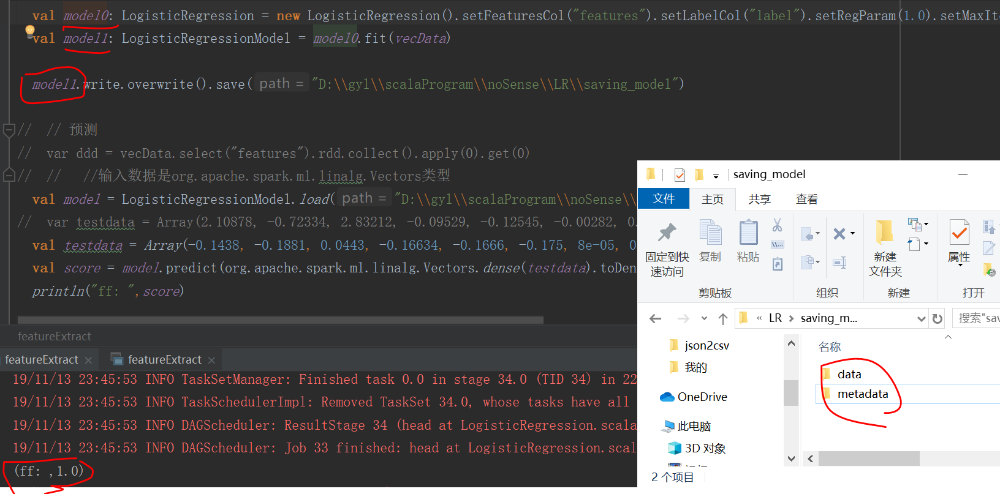 val model0: LogisticRegression = new LogisticRegression().setFeaturesCol("features").setLabelCol("label").setRegParam(1.0).setMaxIte
val model1: LogisticRegressionModel = model0.fit(vecData)
model1.write.overwrite().save( path = "D:\\gyl\\scalaProgram\\noSense\\LR\\saving_model")
// // 预测
// var ddd = vecData.select("features").rdd.collect().apply(0).get(0)
// // //输入数据是org.apache.spark.ml.linalg.Vectors类型
val model = LogisticRegressionModel.load( path = "D:\\gyl\\scalaProgram\\noSense\\
// var testdata = Array(2.10878, -0.72334, 2.83212, -0.09529, -0.12545, -0.00282, 0.
val testdata = Array(-0.1438, -0.1881, 0.0443, -0.16634, -0.1666, -0.175, 8e-05, 0
val score = model.predict(org.apache.spark.ml.linalg.Vectors.dense(testdata).toDen
println("ff: ",score)
featureExtract
featureExtract × featureExtract ×
19/11/13 23:45:53 INFO TaskSetManager: Finished task 0.0 in stage 34.0 (TID 34) in 22
19/11/13 23:45:53 INFO TaskSchedulerImpl: Removed TaskSet 34.0, whose tasks have all
19/11/13 23:45:53 INFO DAGScheduler: ResultStage 34 (head at LogisticRegression.scala
19/11/13 23:45:53 INFO DAGScheduler: Job 33 finished: head at LogisticRegression.scal
(ff: ,1.0)
saving_model
文件 主页 共享 查看
固定到快速访问
复制
粘贴
新建文件夹
属性
剪贴板 组织 新建 打开
« LR > saving_m...
搜索"sav
json2csv
我的
OneDrive
此电脑
3D 对象
名称
data
metadata
2 个项目